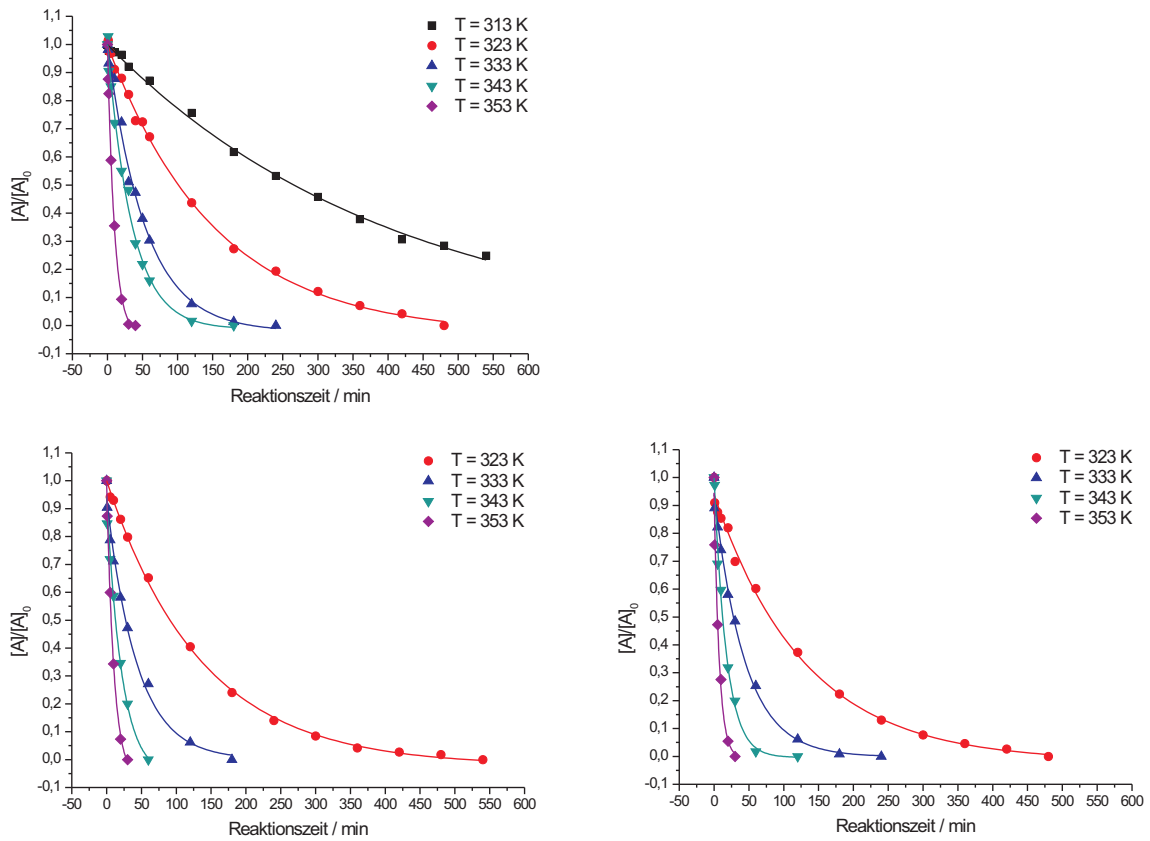 1,1
1,0
0,9
0,8
0,7
0,6
0,5
0,4
0,3
0,2
0,1
0,0
-0,1
[A]/[A]0
T = 313 K
T = 323 K
T = 333 K
T = 343 K
T = 353 K
-50 0 50 100 150 200 250 300 350 400 450 500 550 600
Reaktionszeit / min
1,1
1,0
0,9
0,8
0,7
0,6
0,5
0,4
0,3
0,2
0,1
0,0
-0,1
[A]/[A]0
T = 323 K
T = 333 K
T = 343 K
T = 353 K
-50 0 50 100 150 200 250 300 350 400 450 500 550 600
Reaktionszeit / min
1,1
1,0
0,9
0,8
0,7
0,6
0,5
0,4
0,3
0,2
0,1
0,0
-0,1
[A]/[A]0
T = 323 K
T = 333 K
T = 343 K
T = 353 K
-50 0 50 100 150 200 250 300 350 400 450 500 550 600
Reaktionszeit / min